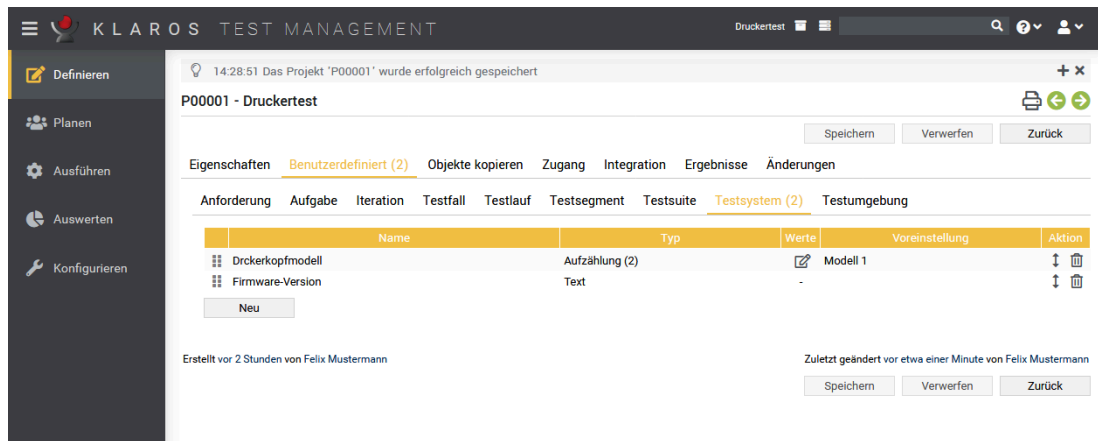 KLAROS TEST MANAGEMENT Druckertest
Definieren
Planen
Ausführen
Auswerten
Konfigurieren
14:28:51 Das Projekt 'P00001' wurde erfolgreich gespeichert
P00001 - Druckertest
Speichern Verwerfen Zurück
Eigenschaften Benutzerdefiniert (2) Objekte kopieren Zugang Integration Ergebnisse Änderungen
Anforderung Aufgabe Iteration Testfall Testlauf Testsegment Testsuite Testsystem (2) Testumgebung
Name Typ Werte Voreinstellung Aktion
Drckerkopfmodell Aufzählung (2) Modell 1
Firmware-Version Text -
Neu
Erstellt vor 2 Stunden von Felix Mustermann Zuletzt geändert vor etwa einer Minute von Felix Mustermann
Speichern Verwerfen Zurück